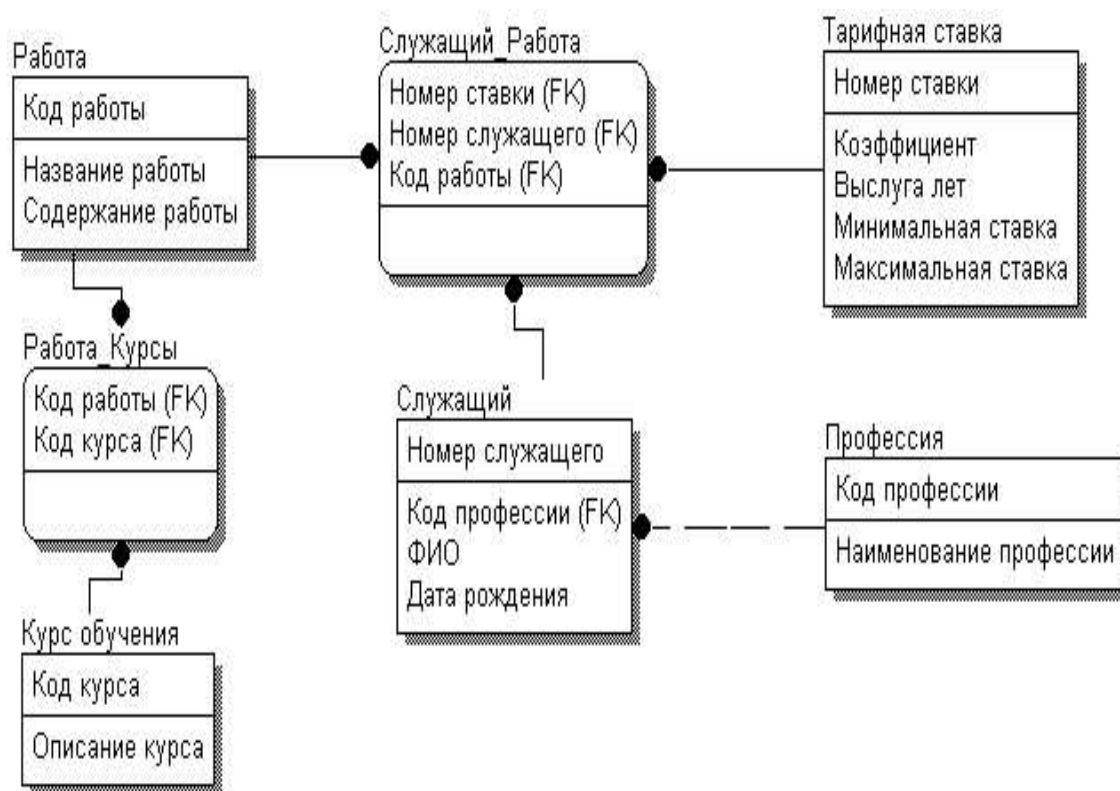 Работа
Код работы
Название работы
Содержание работы
Служащий_Работа
Номер ставки (FK)
Номер служащего (FK)
Код работы (FK)
Тарифная ставка
Номер ставки
Коэффициент
Выслуга лет
Минимальная ставка
Максимальная ставка
Работа_Курсы
Код работы (FK)
Код курса (FK)
Служащий
Номер служащего
Код профессии (FK)
ФИО
Дата рождения
Профессия
Код профессии
Наименование профессии
Курс обучения
Код курса
Описание курса